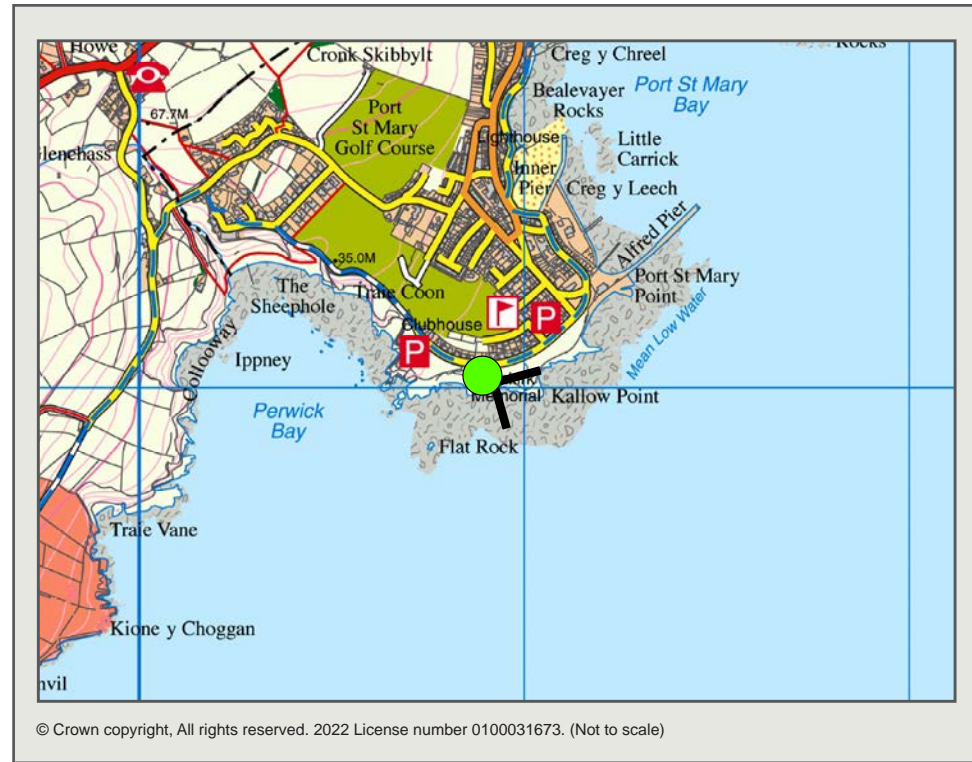 Howe
Cronk Skibbylt
Creg y Chreel
Rocks
Port St Mary
Bay
Bealevayer
Rocks
67.7M
Port
St Mary
Golf Course
Lighthouse
Little
Carrick
Glenchass
Inner
Pier
Creg y Leech
Alfred Pier
35.0M
The
Sheephole
Traie Coon
Port St Mary
Point
P
Clubhouse
P
Mean Low Water
Collooway
Ippney
Memorial
Kallow Point
Perwick
Bay
Flat Rock
Traie Vane
Kione y Choggan
nvil
© Crown copyright, All rights reserved. 2022 License number 0100031673. (Not to scale)